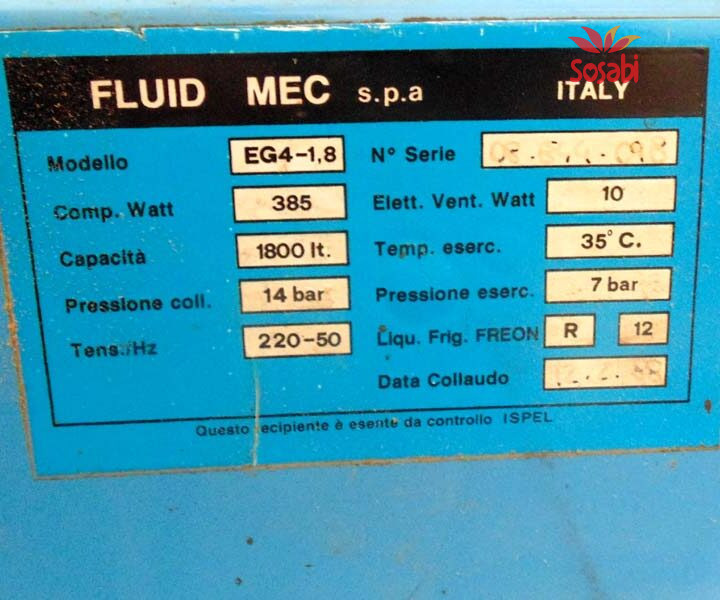 Sosabi
FLUID MEC s.p.a ITALY
Modello EG4-1,8 N° Serie
Comp. Watt 385 Elett. Vent. Watt 10
Capacità 1800 lt. Temp. eserc. 35° C.
Pressione coll. 14 bar Pressione eserc. 7 bar
Tens./Hz 220-50 Liqu. Frig. FREON R 12
Data Collaudo
Questo recipiente è esente da controllo ISPEL